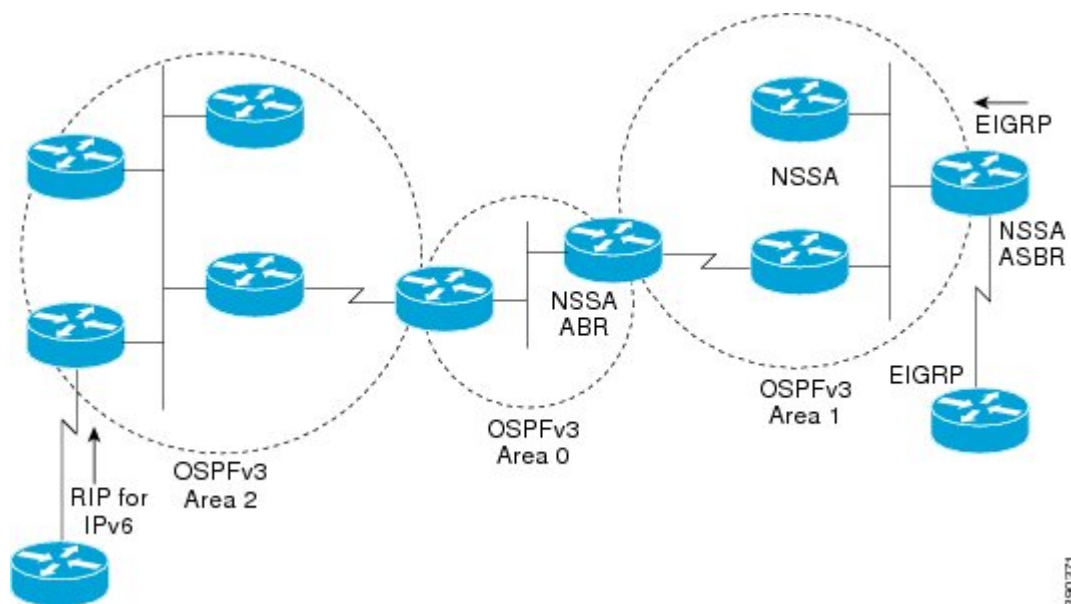 EIGRP
NSSA
NSSA
ASBR
NSSA
ABR
EIGRP
OSPFv3
Area 1
OSPFv3
Area 0
OSPFv3
Area 2
RIP for
IPv6
390371